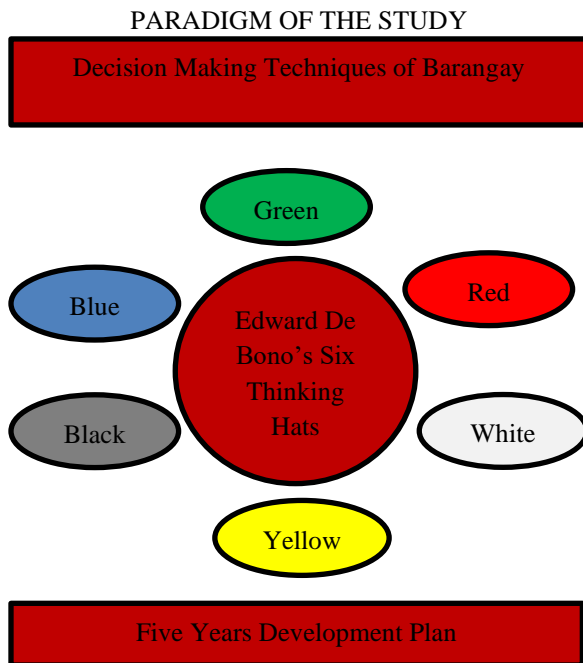 PARADIGM OF THE STUDY
Decision Making Techniques of Barangay
Green
Blue
Red
Edward De
Bono’s Six
Thinking
Hats
Black
White
Yellow
Five Years Development Plan